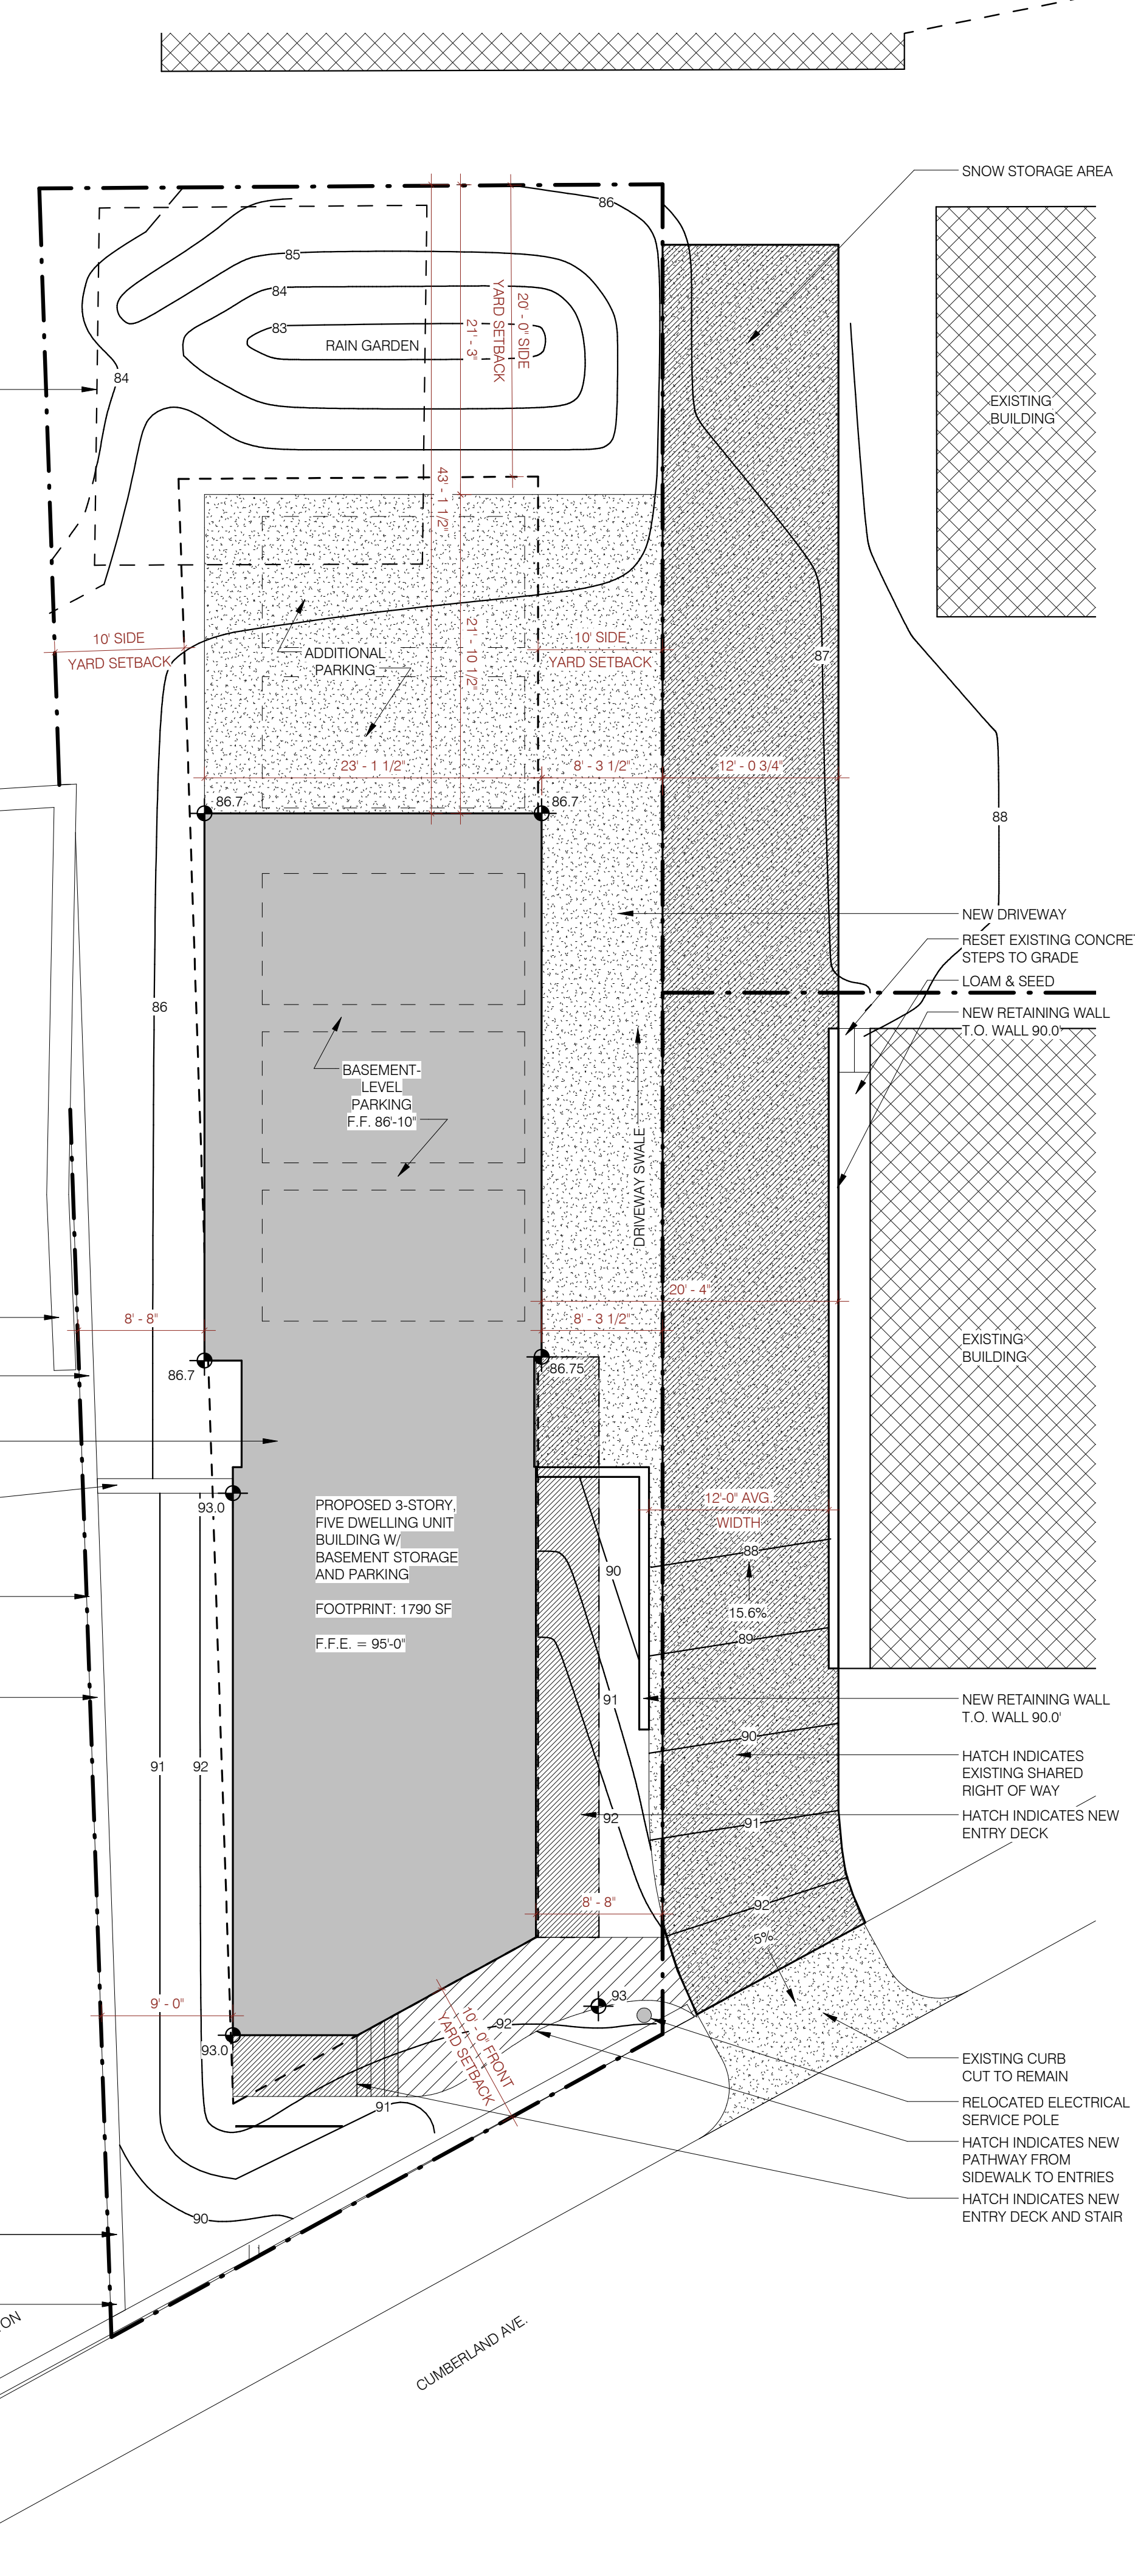 SNOW STORAGE AREA
86
85
84
83
RAIN GARDEN
84
20' - 0" SIDE
YARD SETBACK
21' - 3"
EXISTING
BUILDING
43' - 1 1/2"
10' SIDE
YARD SETBACK
ADDITIONAL
PARKING
21' - 10 1/2"
10' SIDE
YARD SETBACK
87
23' - 1 1/2"
8' - 3 1/2"
12' - 0 3/4"
86.7
86.7
88
NEW DRIVEWAY
RESET EXISTING CONCRET
STEPS TO GRADE
LOAM & SEED
NEW RETAINING WALL
T.O. WALL 90.0'
86
BASEMENT-
LEVEL
PARKING
F.F. 86'-10"
DRIVEWAY SWALE
20' - 4"
8' - 8"
8' - 3 1/2"
EXISTING
BUILDING
86.7
86.75
93.0
PROPOSED 3-STORY,
FIVE DWELLING UNIT
BUILDING W/
BASEMENT STORAGE
AND PARKING
FOOTPRINT: 1790 SF
F.F.E. = 95'-0"
12'-0" AVG.
WIDTH
88
90
15.6%
89
91
NEW RETAINING WALL
T.O. WALL 90.0'
90
HATCH INDICATES
EXISTING SHARED
RIGHT OF WAY
91
92
92
91
HATCH INDICATES NEW
ENTRY DECK
8' - 8"
92
5%
9' - 0"
93
93.0
92
10' - 0" FRONT
YARD SETBACK
91
EXISTING CURB
CUT TO REMAIN
RELOCATED ELECTRICAL
SERVICE POLE
HATCH INDICATES NEW
PATHWAY FROM
SIDEWALK TO ENTRIES
HATCH INDICATES NEW
ENTRY DECK AND STAIR
90
ON
CUMBERLAND AVE.